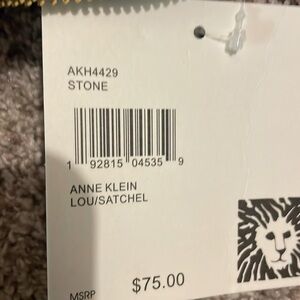 AKH4429
STONE
1 92815 04535 9
ANNE KLEIN
LOU/SATCHEL
MSRP $75.00